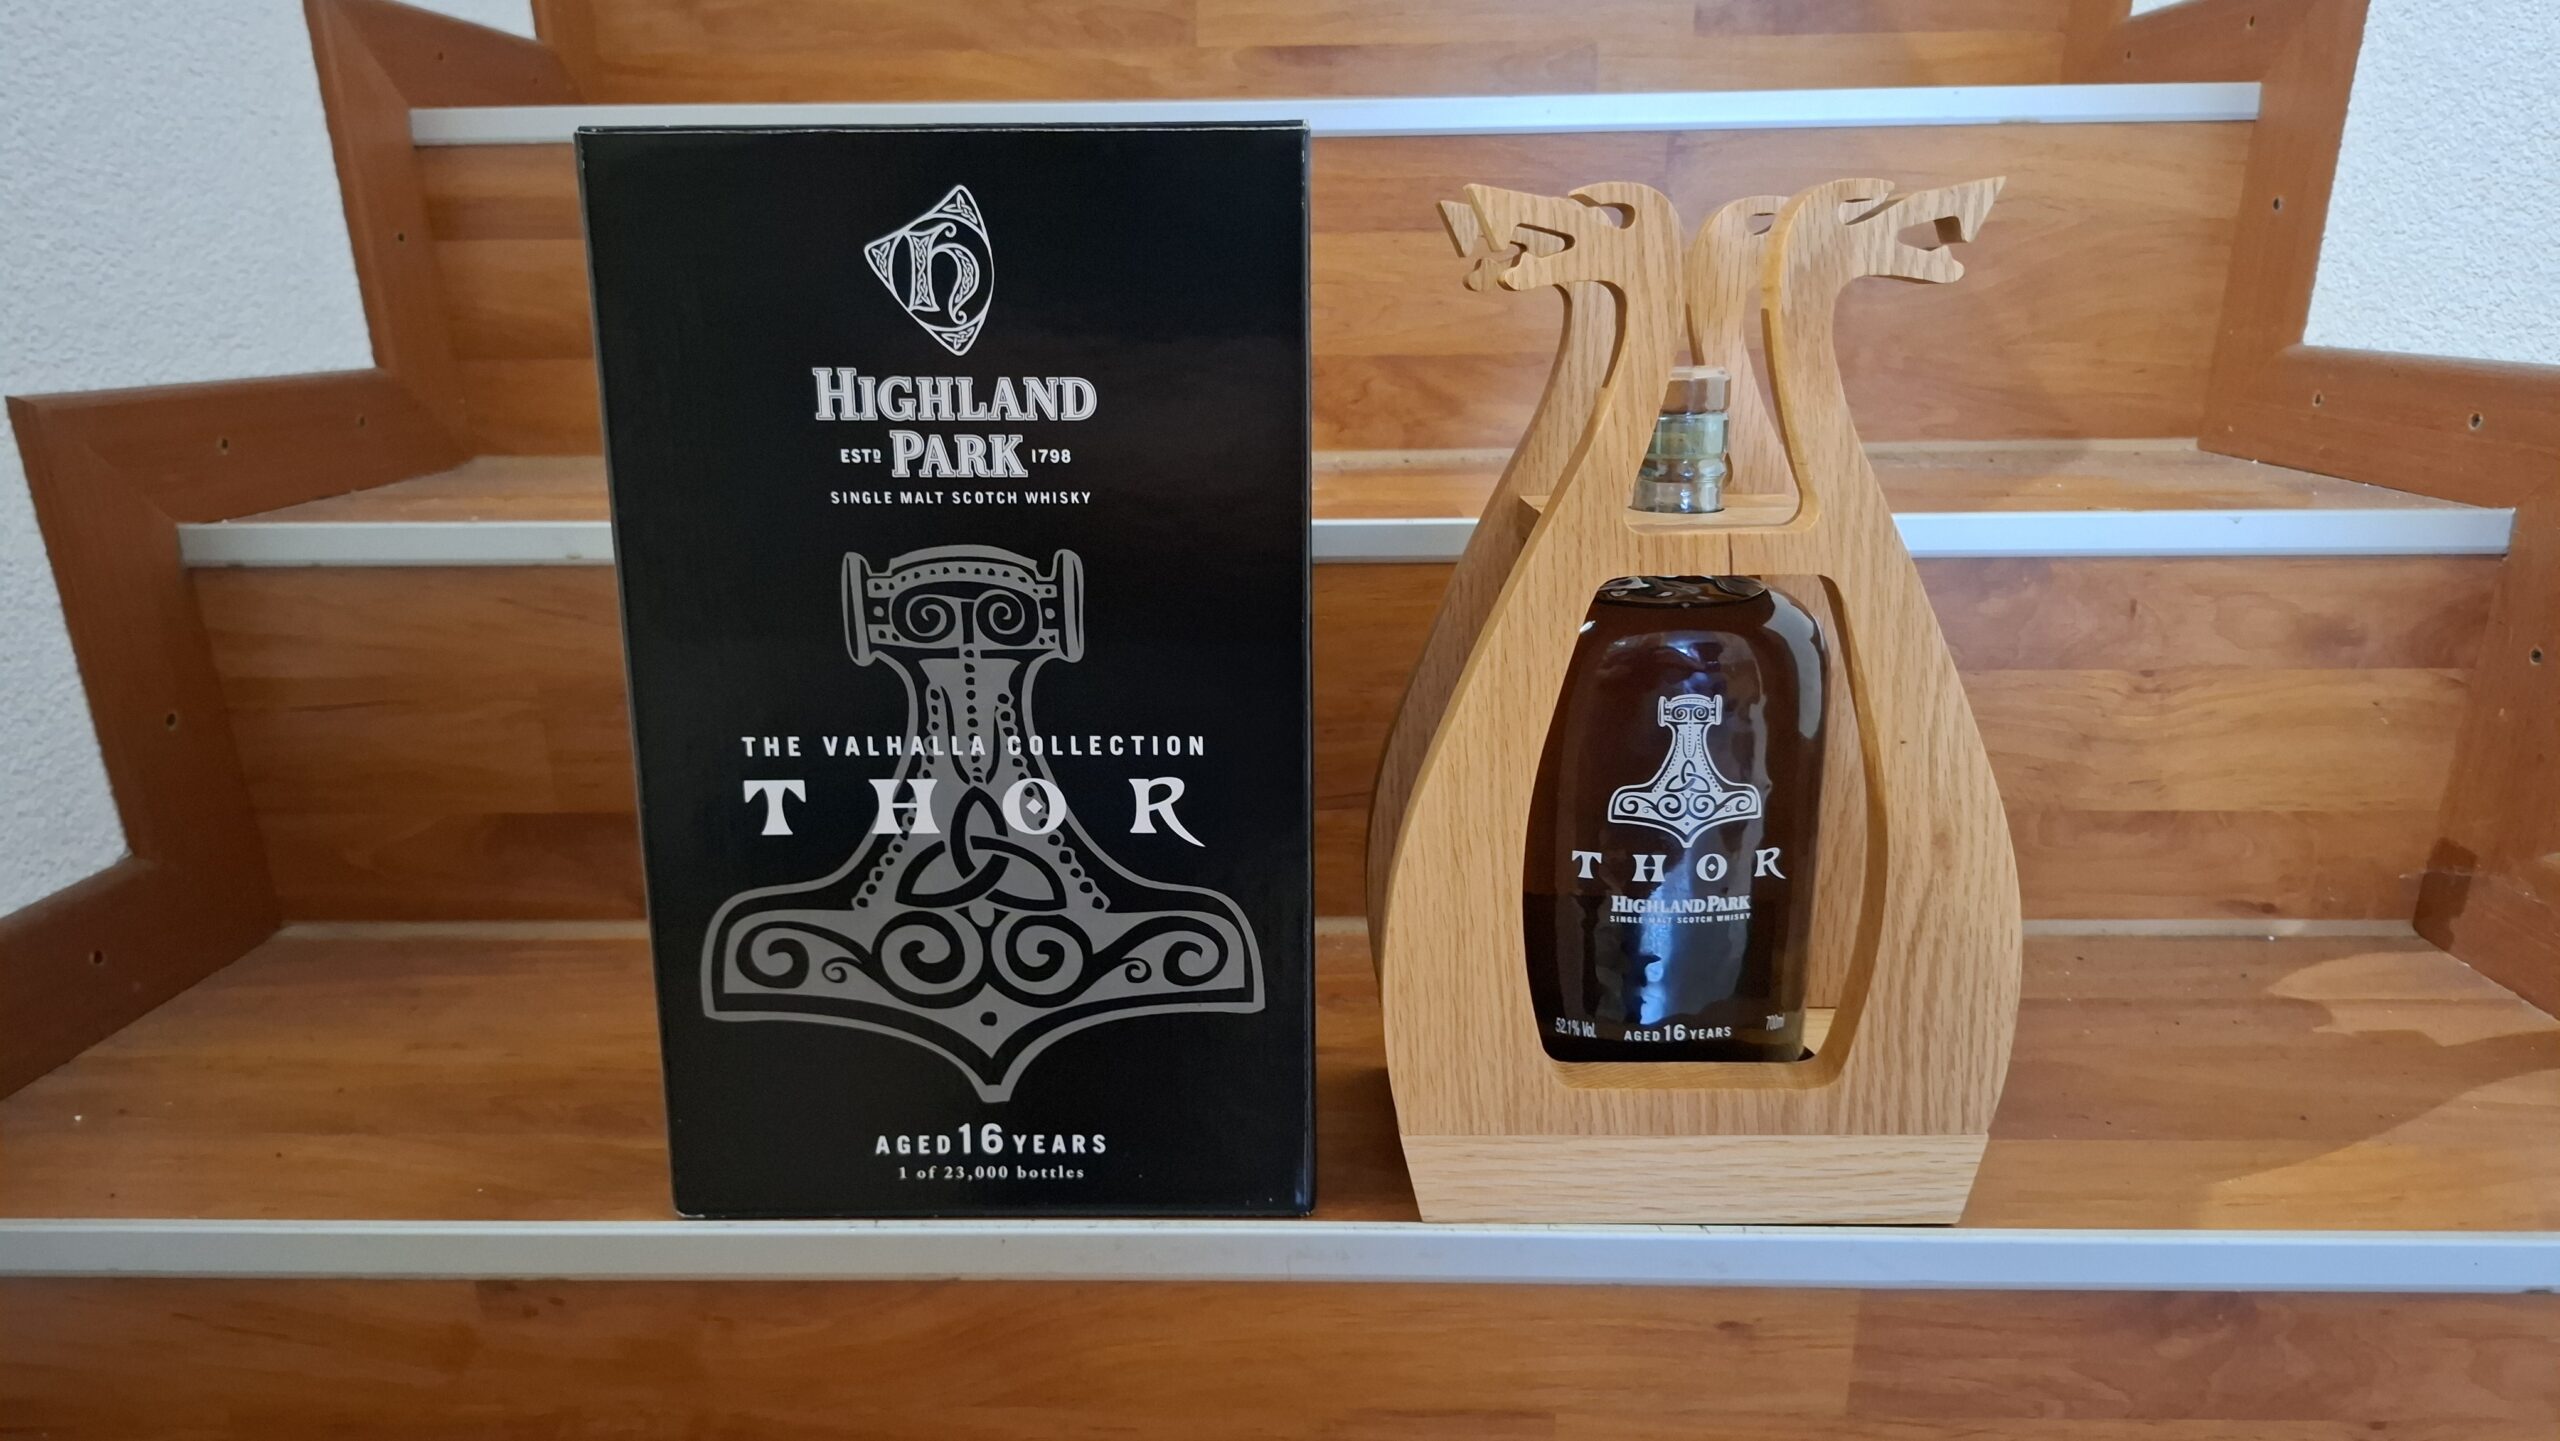 H
HIGHLAND
ESTD PARK 1798
SINGLE MALT SCOTCH WHISKY
THE VALHALLA COLLECTION
THOR
AGED 16 YEARS
1 of 23,000 bottles
THOR
HIGHLAND PARK
SINGLE MALT SCOTCH WHISKY
52.1% Vol. AGED 16 YEARS 700ml